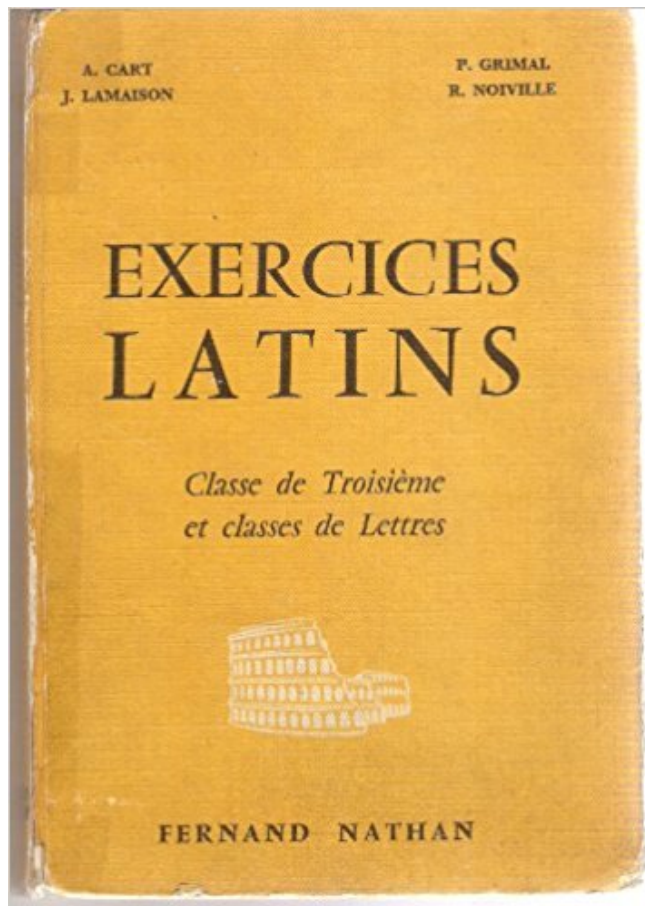 A. CART
J. LAMAISON
P. GRIMAL
R. NOIVILLE
EXERCICES
LATINS
Classe de Troisième
et classes de Lettres
FERNAND NATHAN